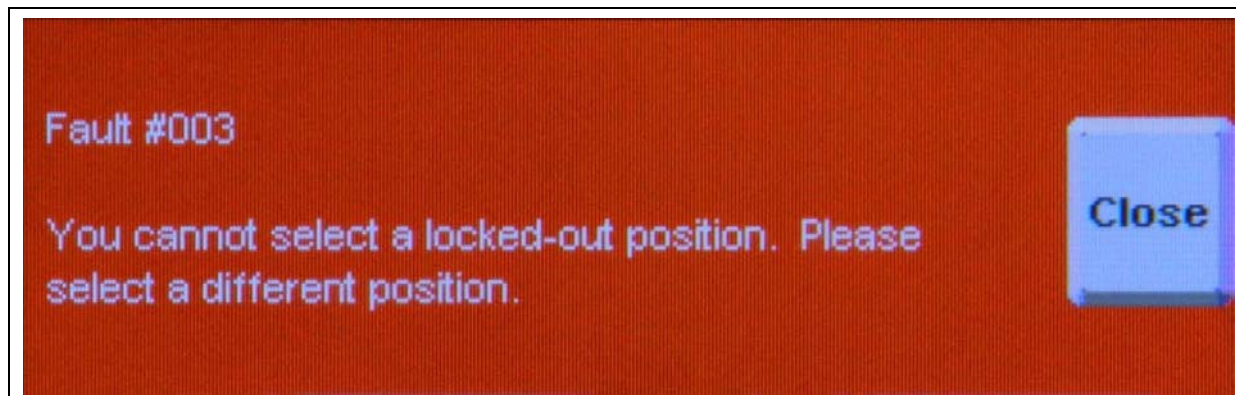 Fault #003
You cannot select a locked-out position.  Please
select a different position.
Close